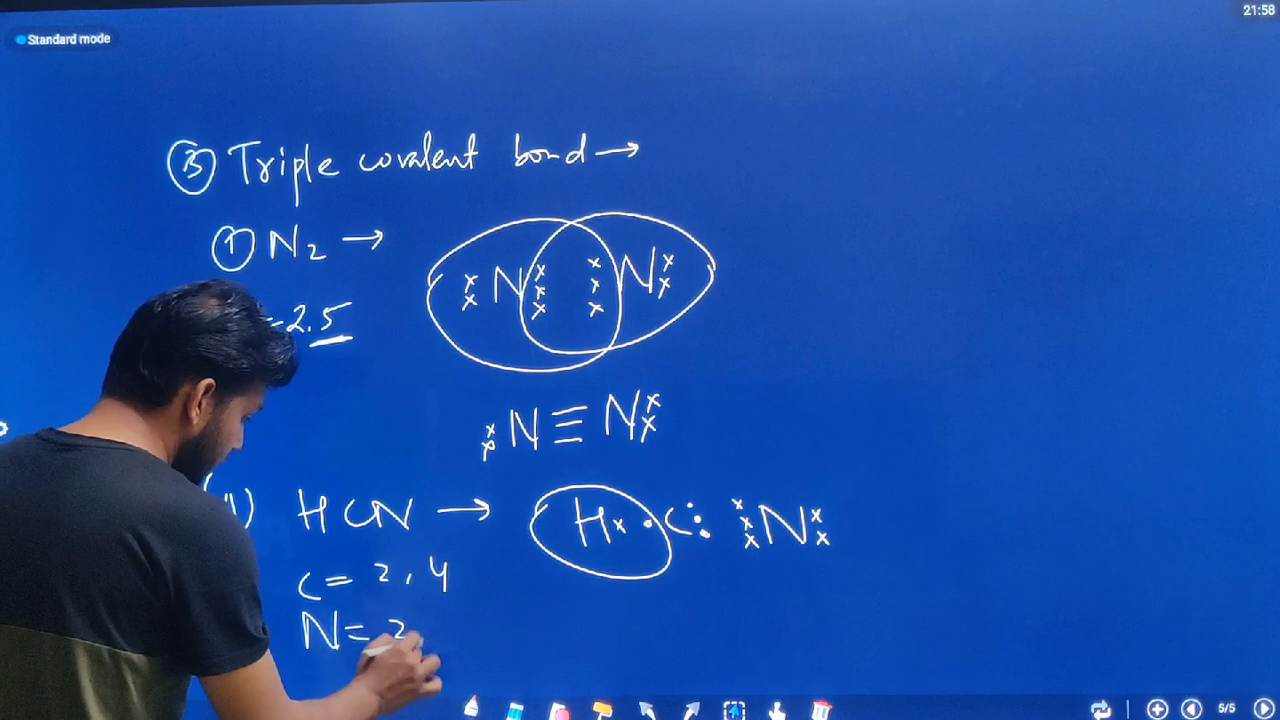 21:58
Standard mode
③ Triple covalent bond →
① N₂ →
x x N x x x x x x N x x
= 2.5
x x N ≡ N x x
HCN → H x · C : · x x x N x x
C = 2, 4
N = 2
5/5